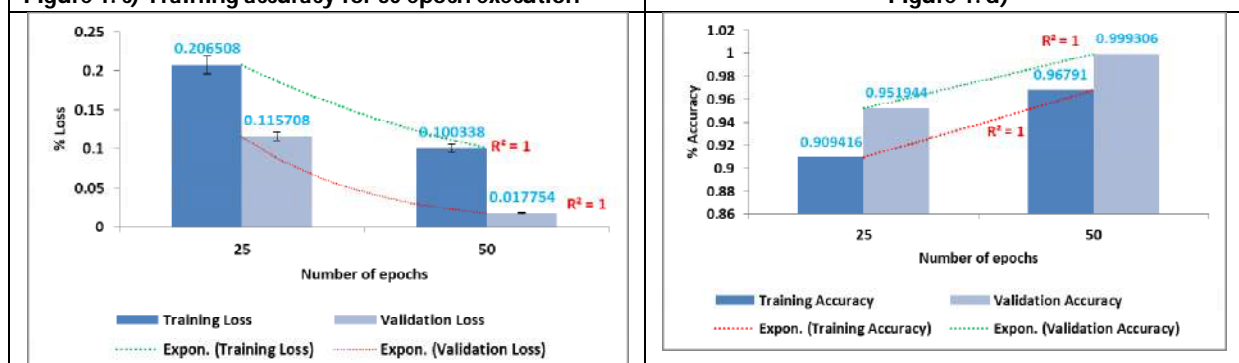 Figure 1. c) Training accuracy for 50 epoch execution
Figure 1. d)
0.25
0.2
0.15
0.1
0.05
0
% Loss
0.206508
0.115708
0.100338
R² = 1
0.017754
R² = 1
25
50
Number of epochs
Training Loss
Validation Loss
Expon. (Training Loss)
Expon. (Validation Loss)
1.02
1
0.98
0.96
0.94
0.92
0.9
0.88
0.86
% Accuracy
R² = 1
0.999306
0.96791
0.951944
0.909416
R² = 1
25
50
Number of epochs
Training Accuracy
Validation Accuracy
Expon. (Training Accuracy)
Expon. (Validation Accuracy)